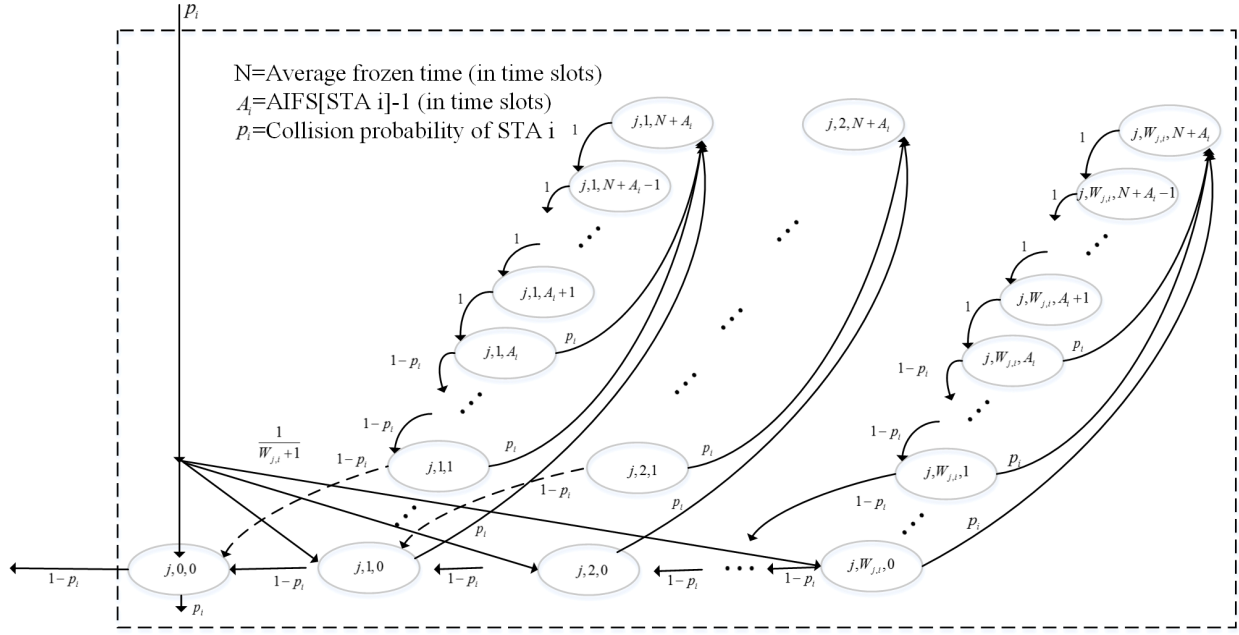 p_i
N=Average frozen time (in time slots)
A_i=AIFS[STA i]-1 (in time slots)
p_i=Collision probability of STA i
j,1,N+A_i
j,2,N+A_i
j,W_{j,i},N+A_i
1
1
j,1,N+A_i−1
j,W_{j,i},N+A_i−1
1
1
1
1
j,1,A_i+1
j,W_{j,i},A_i+1
1
1
p_i
j,1,A_i
j,W_{j,i},A_i
p_i
1−p_i
1−p_i
1−p_i
1−p_i
1/(W_{j,i}+1)
1−p_i
j,1,1
p_i
j,2,1
p_i
j,W_{j,i},1
p_i
1−p_i
1−p_i
p_i
p_i
p_i
j,0,0
j,1,0
j,2,0
j,W_{j,i},0
1−p_i
1−p_i
1−p_i
1−p_i
1−p_i
p_i